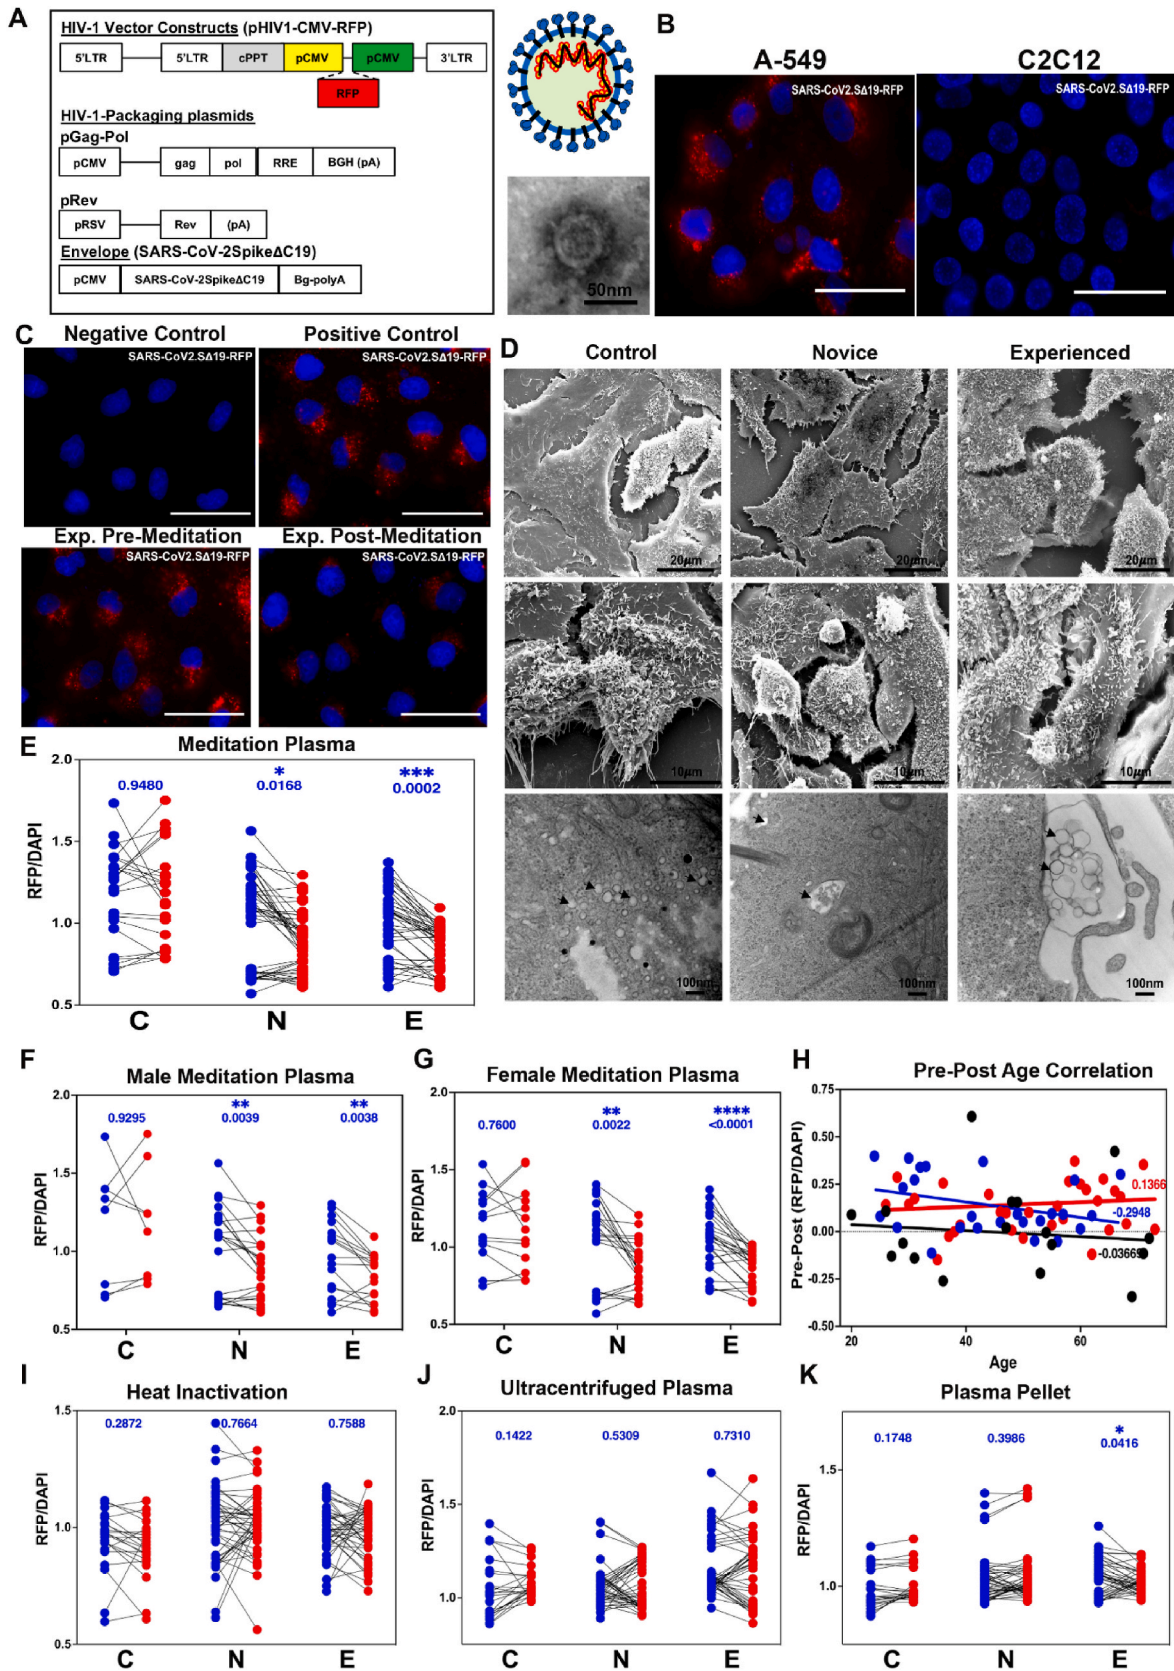 A
HIV-1 Vector Constructs (pHIV1-CMV-RFP)
5'LTR 5'LTR cPPT pCMV pCMV 3'LTR
RFP
HIV-1-Packaging plasmids
pGag-Pol
pCMV gag pol RRE BGH (pA)
pRev
pRSV Rev (pA)
Envelope (SARS-CoV-2SpikeΔC19)
pCMV SARS-CoV-2SpikeΔC19 Bg-polyA
50nm
B
A-549 C2C12
SARS-CoV2.SΔ19-RFP SARS-CoV2.SΔ19-RFP
C
Negative Control Positive Control
SARS-CoV2.SΔ19-RFP SARS-CoV2.SΔ19-RFP
Exp. Pre-Meditation Exp. Post-Meditation
SARS-CoV2.SΔ19-RFP SARS-CoV2.SΔ19-RFP
D
Control Novice Experienced
20μm 20μm 20μm
10μm 10μm 10μm
100nm 100nm 100nm
E
Meditation Plasma
2.0
* ***
0.9480 0.0168 0.0002
1.5
RFP/DAPI
1.0
0.5
C N E
F
Male Meditation Plasma
2.0
** **
0.9295 0.0039 0.0038
1.5
RFP/DAPI
1.0
0.5
C N E
G
Female Meditation Plasma
2.0
** ****
0.7600 0.0022 <0.0001
1.5
RFP/DAPI
1.0
0.5
C N E
H
Pre-Post Age Correlation
0.75
0.50
0.25
0.1366
-0.2948
0.00
-0.03669
-0.25
-0.50
Pre-Post (RFP/DAPI)
20 40 60
Age
I
Heat Inactivation
1.5
0.2872 0.7664 0.7588
RFP/DAPI
1.0
0.5
C N E
J
Ultracentrifuged Plasma
2.0
0.1422 0.5309 0.7310
1.5
RFP/DAPI
1.0
C N E
K
Plasma Pellet
*
0.1748 0.3986 0.0416
1.5
RFP/DAPI
1.0
C N E